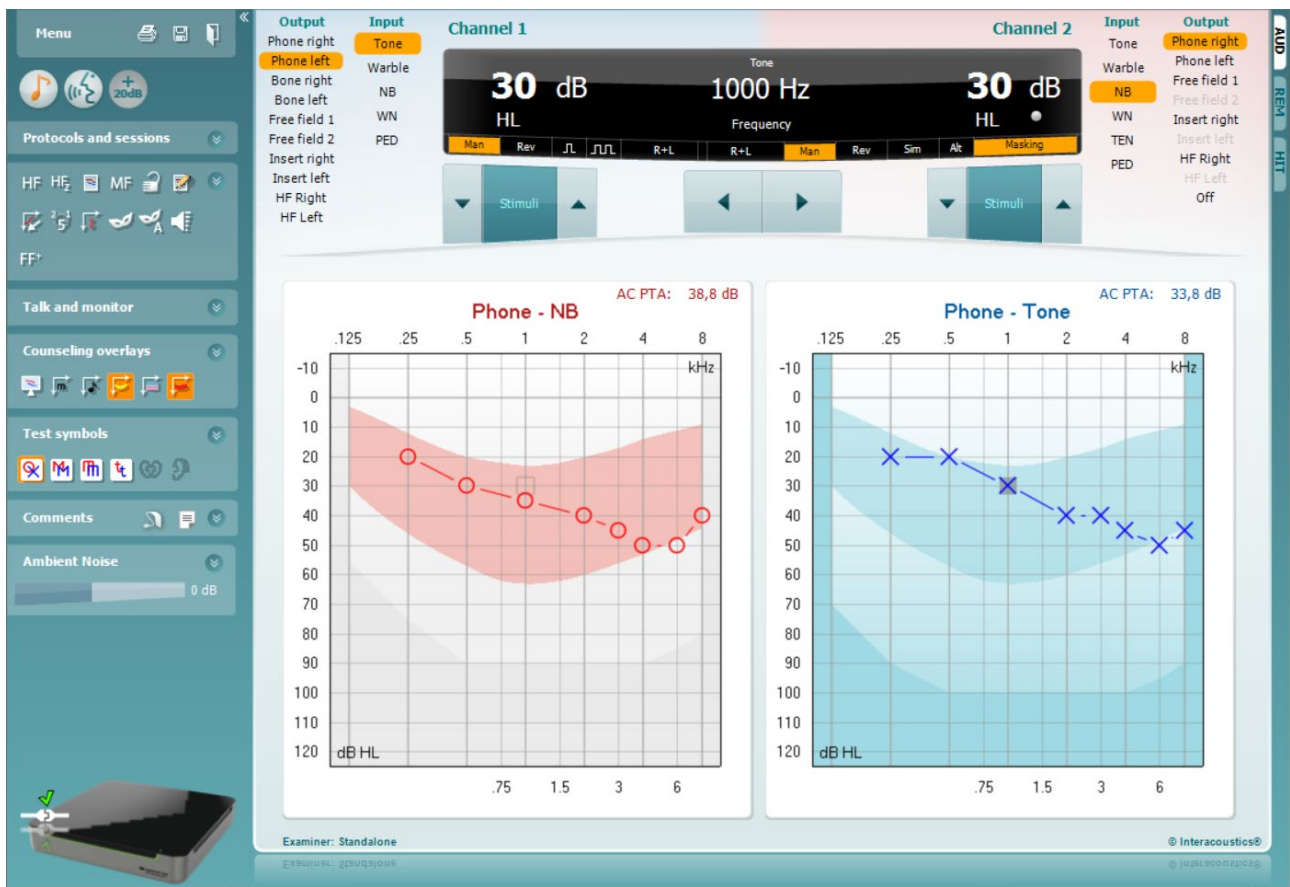 Menu
+
20dB
Protocols and sessions
HF HFz MF
2 -1
5
A
FF+
Talk and monitor
Counseling overlays
m
Test symbols
M m t t
Comments
Ambient Noise
0 dB
Output
Phone right
Phone left
Bone right
Bone left
Free field 1
Free field 2
Insert right
Insert left
HF Right
HF Left
Input
Tone
Warble
NB
WN
PED
Channel 1
Channel 2
Tone
30 dB
HL
1000 Hz
Frequency
30 dB
HL
Man Rev R+L R+L Man Rev Sim Alt Masking
Stimuli
Stimuli
Input
Tone
Warble
NB
WN
TEN
PED
Output
Phone right
Phone left
Free field 1
Free field 2
Insert right
Insert left
HF Right
HF Left
Off
AUD
REM
HIT
AC PTA: 38,8 dB
Phone - NB
.125 .25 .5 1 2 4 8
kHz
-10
0
10
20
30
40
50
60
70
80
90
100
110
120
dB HL
.75 1.5 3 6
AC PTA: 33,8 dB
Phone - Tone
.125 .25 .5 1 2 4 8
kHz
-10
0
10
20
30
40
50
60
70
80
90
100
110
120
dB HL
.75 1.5 3 6
Examiner: Standalone
© Interacoustics®